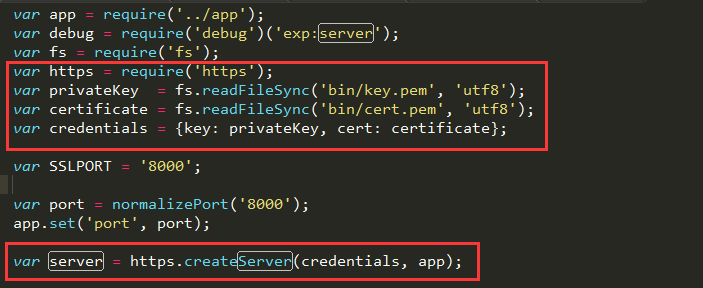 var app = require('../app');
var debug = require('debug')('exp:server');
var fs = require('fs');
var https = require('https');
var privateKey  = fs.readFileSync('bin/key.pem', 'utf8');
var certificate = fs.readFileSync('bin/cert.pem', 'utf8');
var credentials = {key: privateKey, cert: certificate};
var SSLPORT = '8000';
var port = normalizePort('8000');
app.set('port', port);
var server = https.createServer(credentials, app);